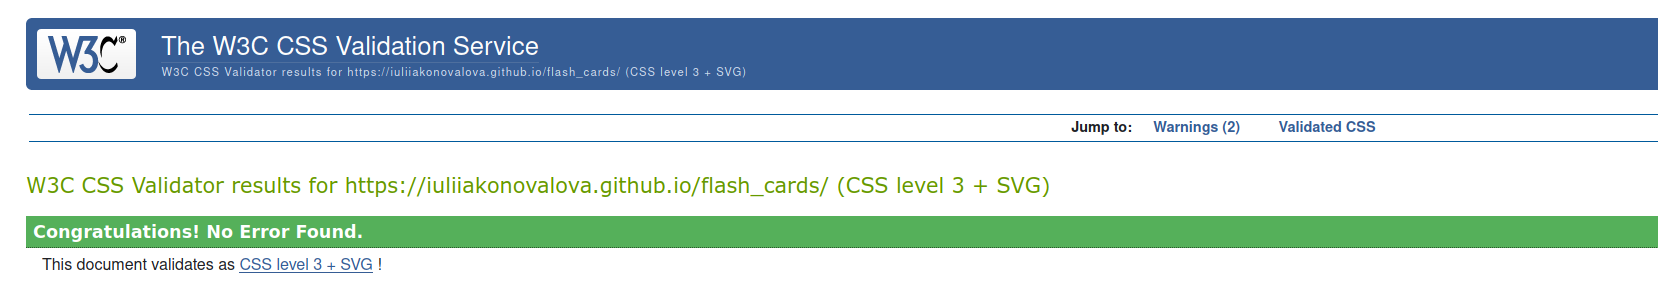 W3C®
The W3C CSS Validation Service
W3C CSS Validator results for https://iuliiakonovalova.github.io/flash_cards/ (CSS level 3 + SVG)
Jump to: Warnings (2) Validated CSS
W3C CSS Validator results for https://iuliiakonovalova.github.io/flash_cards/ (CSS level 3 + SVG)
Congratulations! No Error Found.
This document validates as CSS level 3 + SVG !